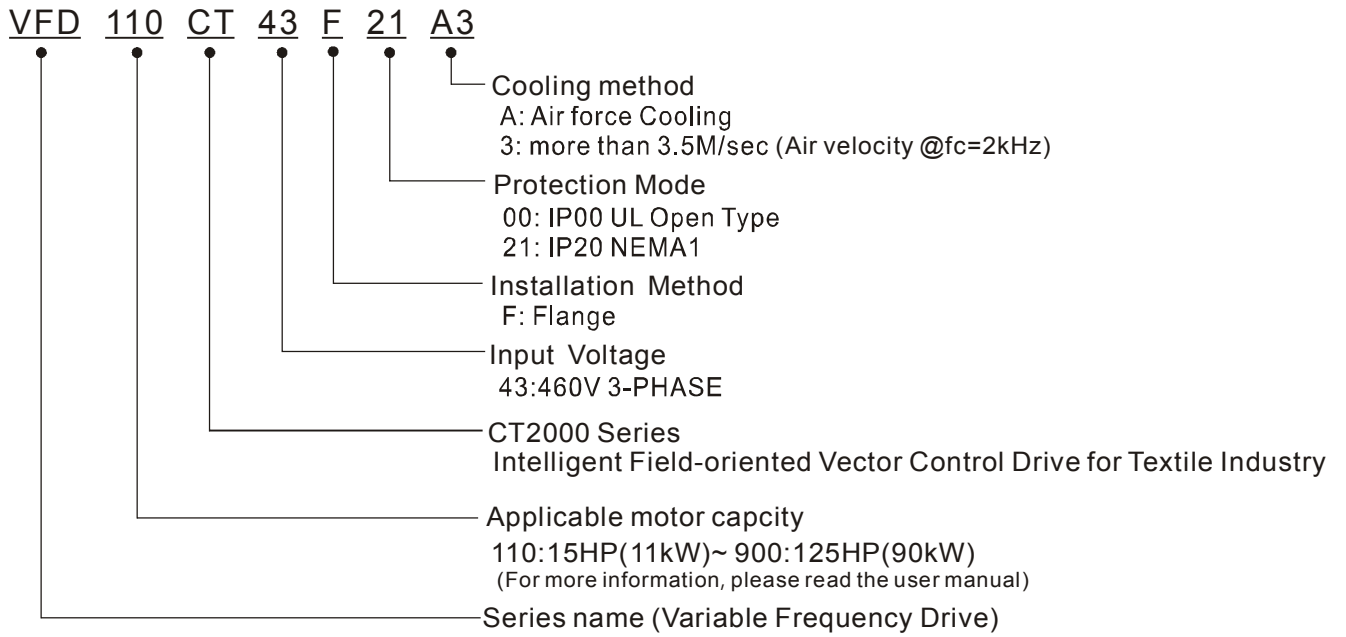 VFD 110 CT 43 F 21 A3
Cooling method
A: Air force Cooling
3: more than 3.5M/sec (Air velocity @fc=2kHz)
Protection Mode
00: IP00 UL Open Type
21: IP20 NEMA1
Installation Method
F: Flange
Input Voltage
43:460V 3-PHASE
CT2000 Series
Intelligent Field-oriented Vector Control Drive for Textile Industry
Applicable motor capcity
110:15HP(11kW)~ 900:125HP(90kW)
(For more information, please read the user manual)
Series name (Variable Frequency Drive)